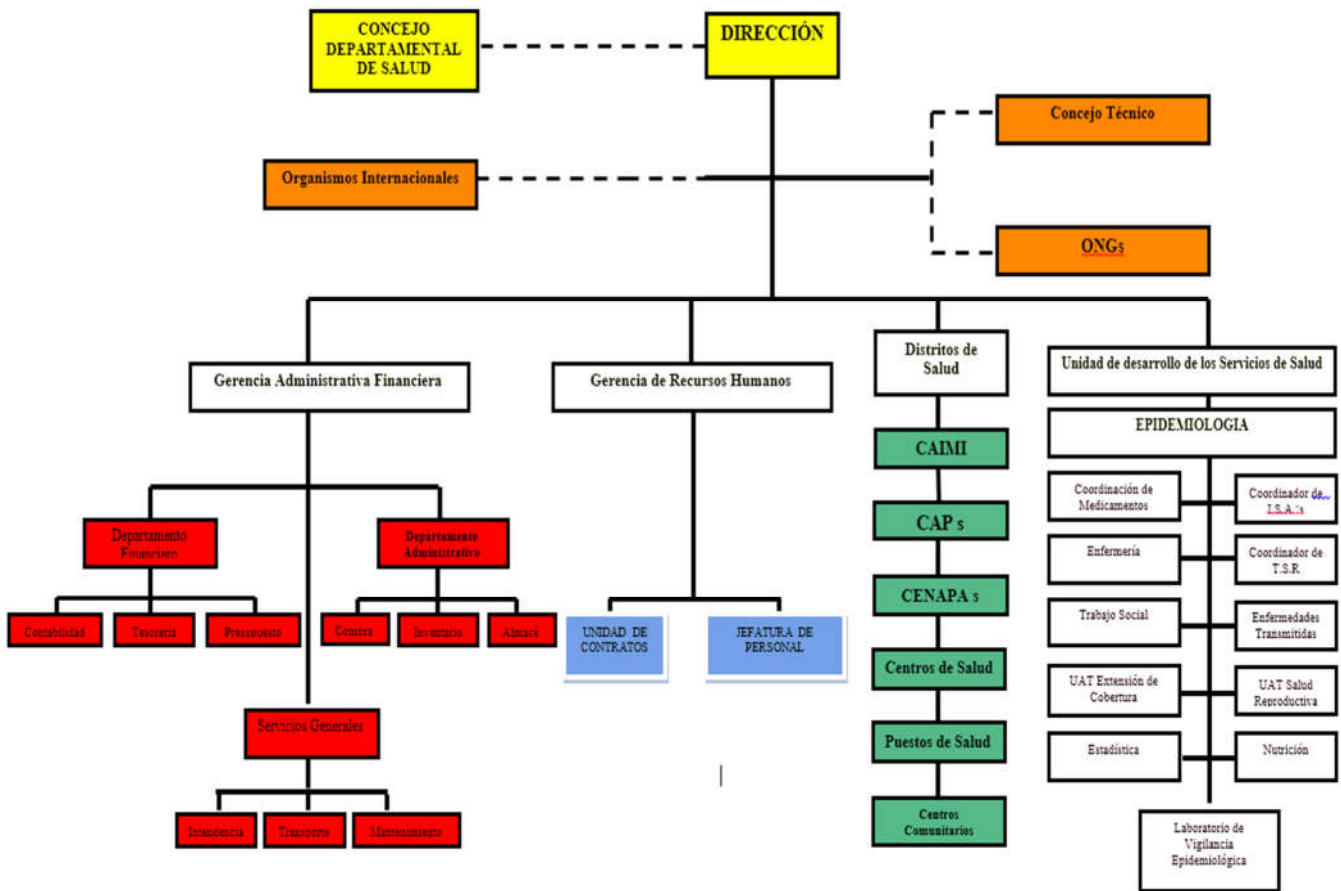 CONCEJO
DEPARTAMENTAL
DE SALUD
DIRECCIÓN
Concejo Técnico
Organismos Internacionales
ONGs
Gerencia Administrativa Financiera
Gerencia de Recursos Humanos
Distritos de
Salud
Unidad de desarrollo de los Servicios de Salud
EPIDEMIOLOGIA
CAIMI
CAP s
CENAPA s
Centros de Salud
Puestos de Salud
Centros
Comunitarios
Departamento
Financiero
Departamento
Administrativo
Contabilidad
Tesorería
Presupuesto
Compra
Inventario
Almacé
Servicios Generales
Intendencia
Transporte
Mantenimiento
UNIDAD DE
CONTRATOS
JEFATURA DE
PERSONAL
Coordinación de
Medicamentos
Coordinador de
I.S.A.'s
Enfermería
Coordinador de
T.S.R
Trabajo Social
Enfermedades
Transmitidas
UAT Extensión de
Cobertura
UAT Salud
Reproductiva
Estadística
Nutrición
Laboratorio de
Vigilancia
Epidemiológica